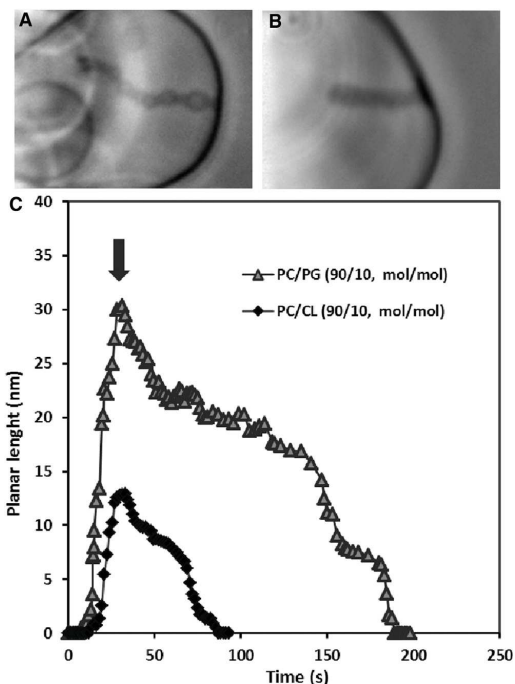 A
B
C
40
35
30
25
20
15
10
5
0
Planar lenght (nm)
PC/PG (90/10, mol/mol)
PC/CL (90/10, mol/mol)
0 50 100 150 200 250
Time (s)